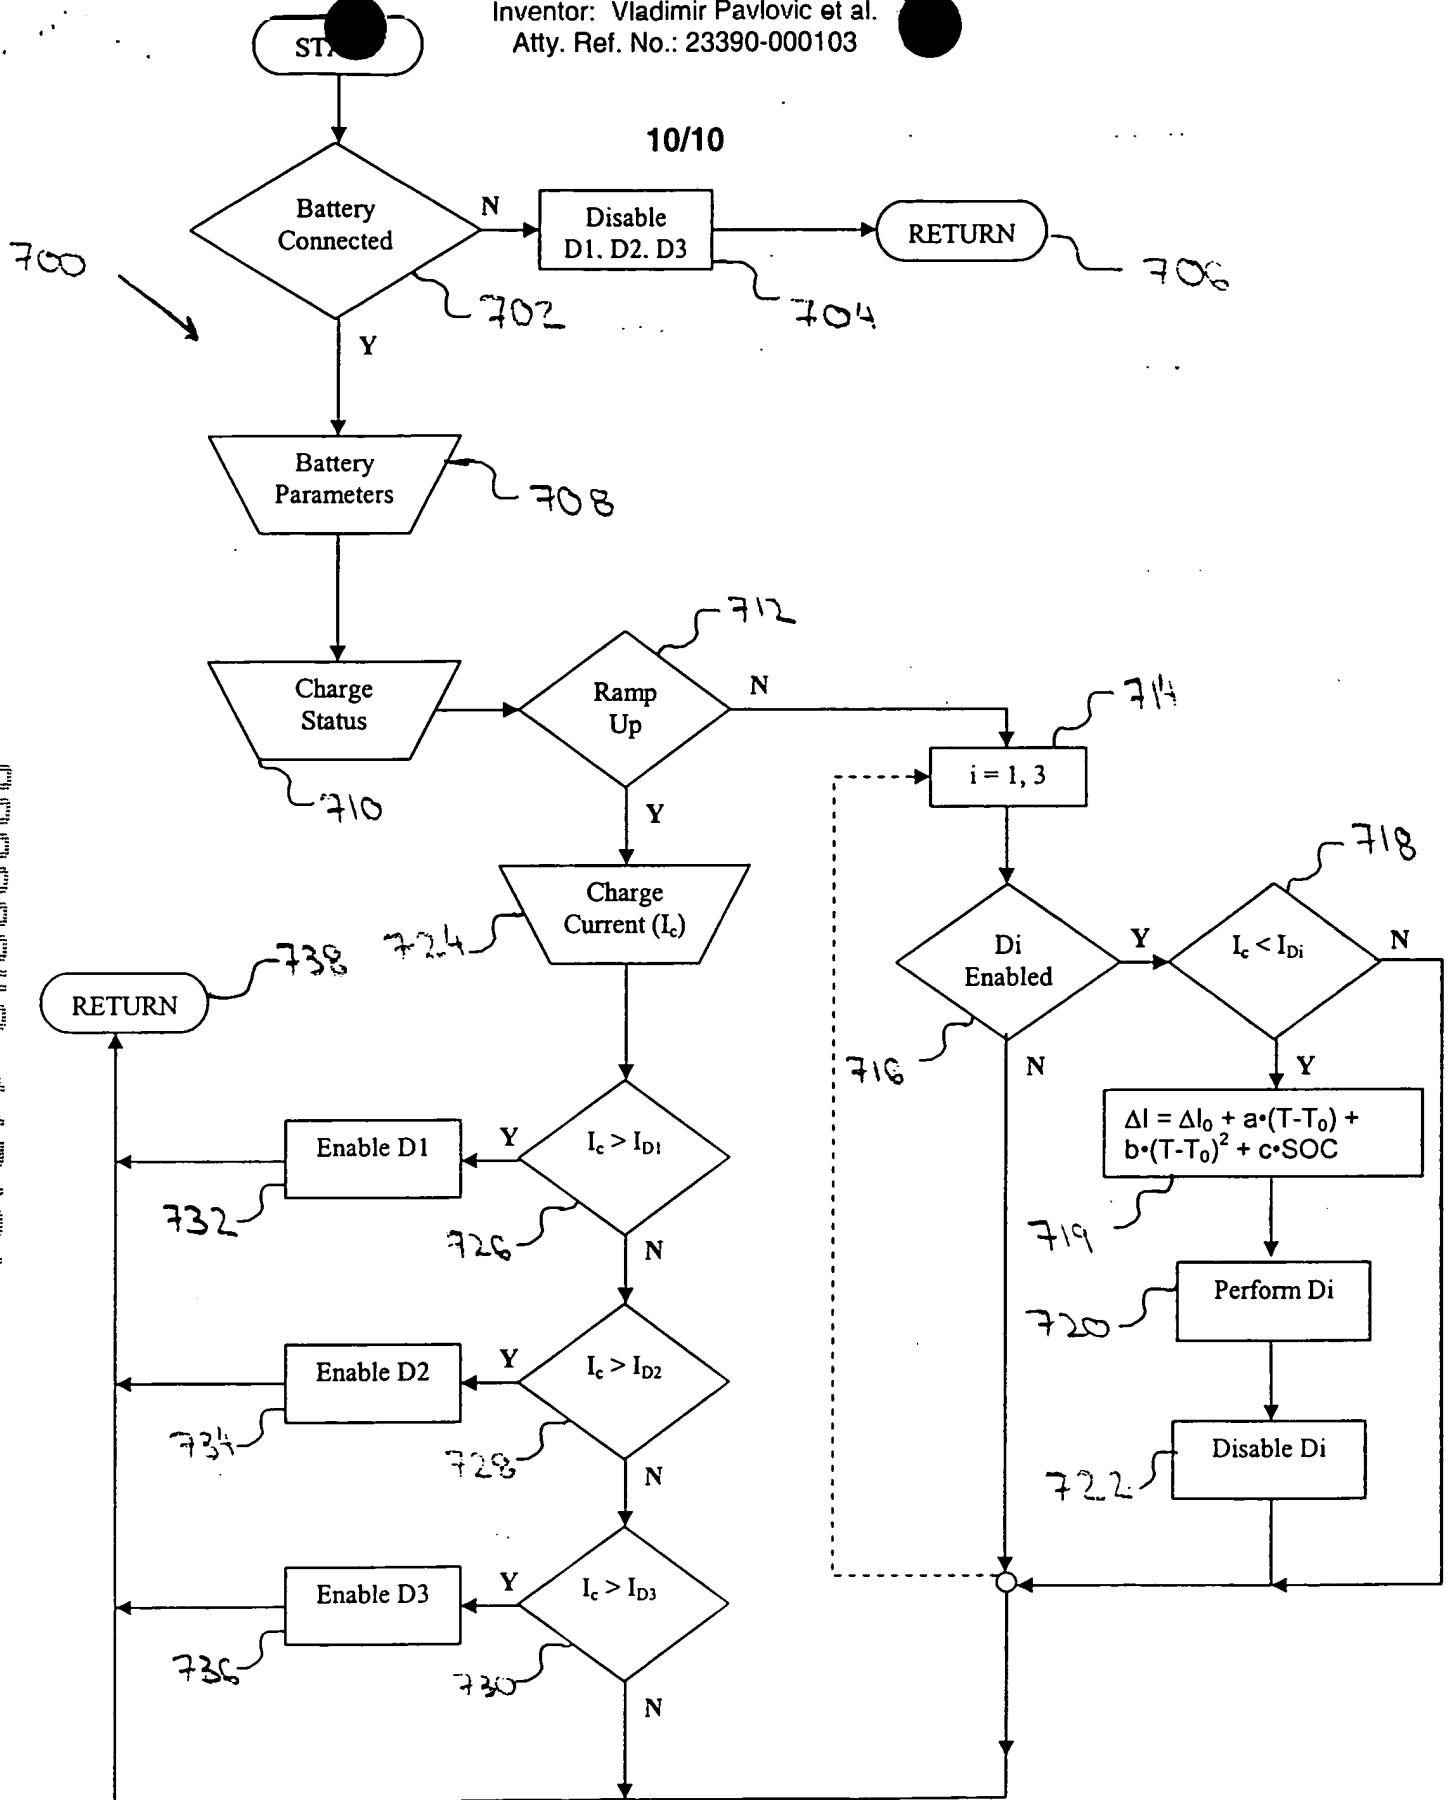 Inventor: Vladimir Pavlovic et al.
Atty. Ref. No.: 23390-000103
10/10
Battery
Connected
N
Disable
D1. D2. D3
RETURN
700
702
704
706
Y
Battery
Parameters
708
712
Charge
Status
Ramp
Up
N
714
i = 1, 3
710
Y
718
Charge
Current (Ic)
724
Di
Enabled
Y
Ic < IDi
N
738
RETURN
716
N
Y
Enable D1
Y
Ic > ID1
ΔI = ΔI0 + a•(T-T0) +
b•(T-T0)² + c•SOC
732
726
N
719
Perform Di
720
Enable D2
Y
Ic > ID2
734
728
N
Disable Di
722
Enable D3
Y
Ic > ID3
736
730
N